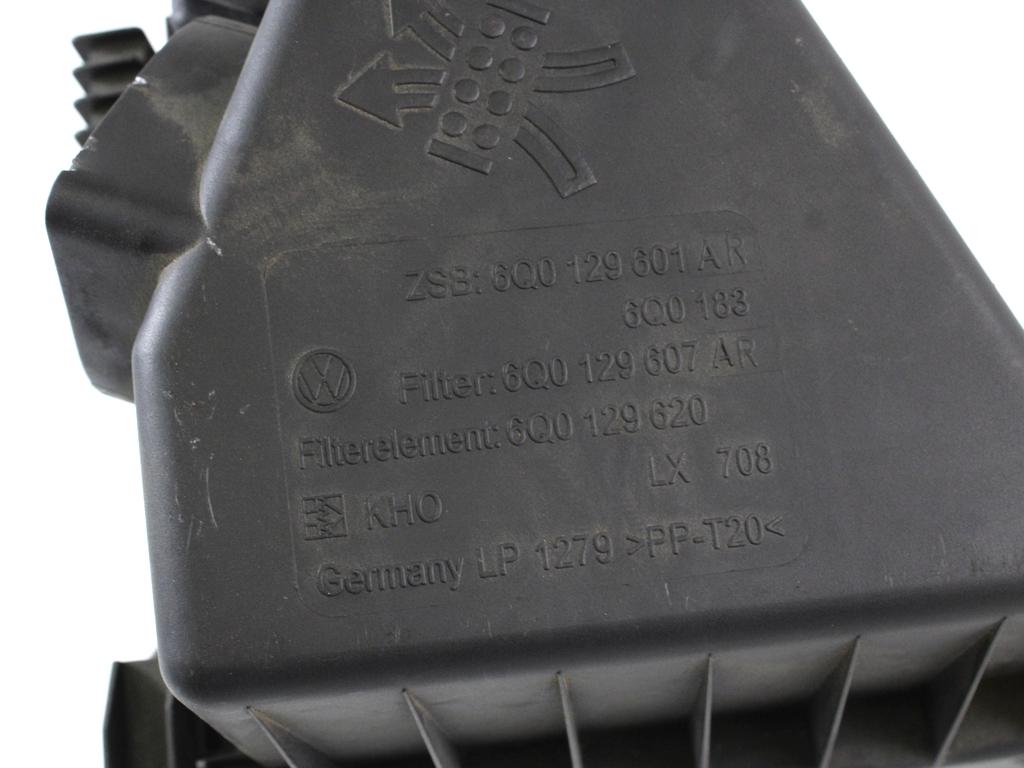 ZSB: 6Q0 129 601 AR
6Q0 183
Filter: 6Q0 129 607 AR
Filterelement: 6Q0 129 620
LX 708
KHO
Germany LP 1279 >PP-T20<